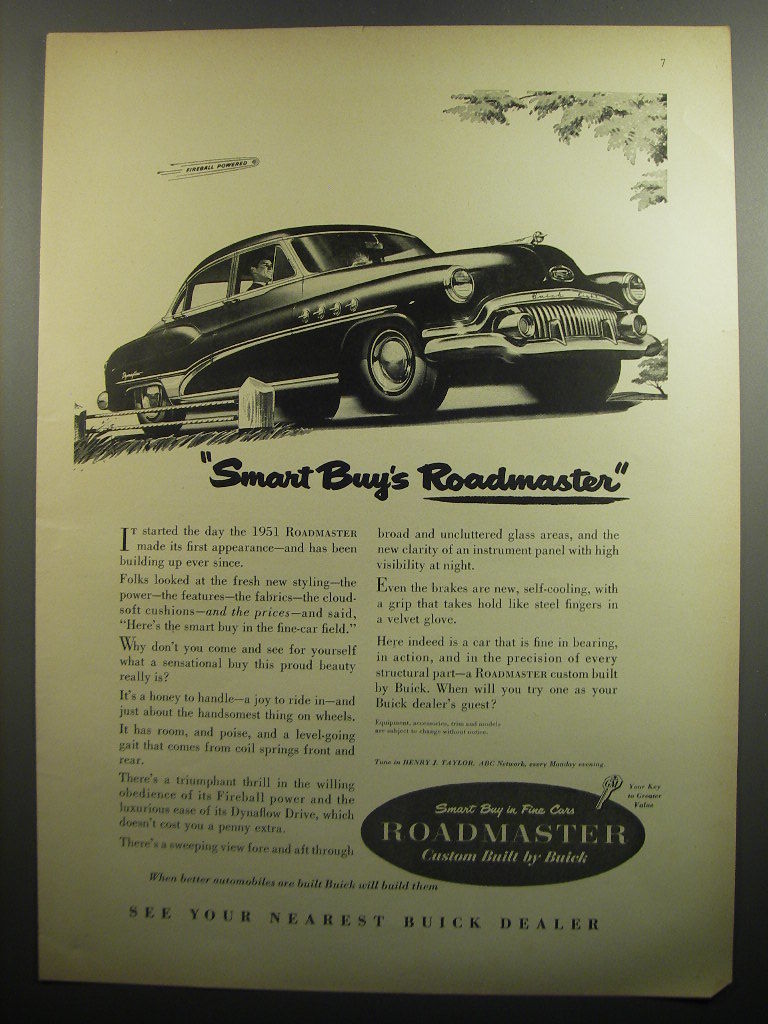 7
FIREBALL POWERED
Dynaflow
"Smart Buy's Roadmaster"
IT started the day the 1951 ROADMASTER
made its first appearance—and has been
building up ever since.
Folks looked at the fresh new styling—the
power—the features—the fabrics—the cloud-
soft cushions—and the prices—and said,
"Here's the smart buy in the fine-car field."
Why don't you come and see for yourself
what a sensational buy this proud beauty
really is?
It's a honey to handle—a joy to ride in—and
just about the handsomest thing on wheels.
It has room, and poise, and a level-going
gait that comes from coil springs front and
rear.
There's a triumphant thrill in the willing
obedience of its Fireball power and the
luxurious ease of its Dynaflow Drive, which
doesn't cost you a penny extra.
There's a sweeping view fore and aft through
broad and uncluttered glass areas, and the
new clarity of an instrument panel with high
visibility at night.
Even the brakes are new, self-cooling, with
a grip that takes hold like steel fingers in
a velvet glove.
Here indeed is a car that is fine in bearing,
in action, and in the precision of every
structural part—a ROADMASTER custom built
by Buick. When will you try one as your
Buick dealer's guest?
Equipment, accessories, trim and models
are subject to change without notice.
Tune in HENRY J. TAYLOR, ABC Network, every Monday evening.
GM
Your Key
to Greater
Value
Smart Buy in Fine Cars
ROADMASTER
Custom Built by Buick
When better automobiles are built Buick will build them
SEE YOUR NEAREST BUICK DEALER